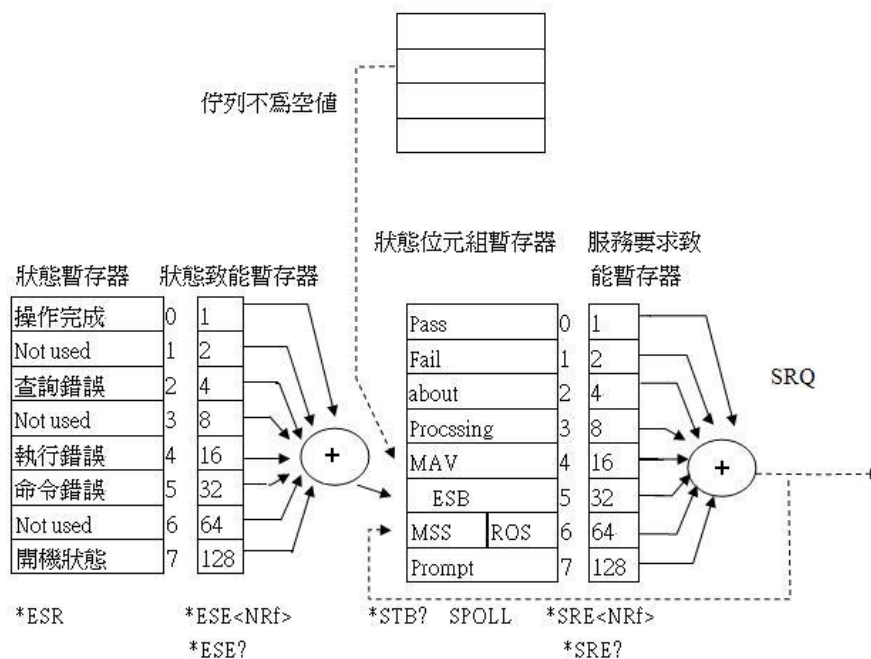 佇列不為空值
狀態位元組暫存器
服務要求致
能暫存器
狀態暫存器
狀態致能暫存器
操作完成 0 1
Not used 1 2
查詢錯誤 2 4
Not used 3 8
執行錯誤 4 16
命令錯誤 5 32
Not used 6 64
開機狀態 7 128
+
Pass 0 1
Fail 1 2
about 2 4
Procssing 3 8
MAV 4 16
ESB 5 32
MSS ROS 6 64
Prompt 7 128
+
SRQ
*ESR
*ESE<NRf>
*ESE?
*STB? SPOLL
*SRE<NRf>
*SRE?